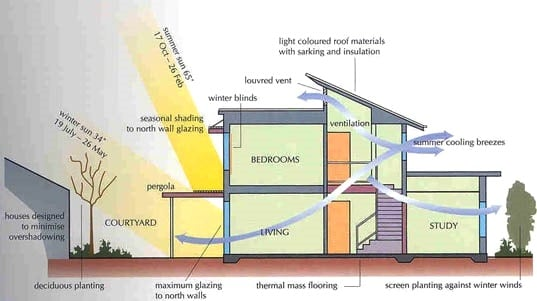 summer sun 65°
17 Oct – 26 Feb
light coloured roof materials
with sarking and insulation
louvred vent
winter blinds
winter sun 34°
19 July – 26 May
seasonal shading
to north wall glazing
ventilation
summer cooling breezes
BEDROOMS
pergola
houses designed
to minimise
overshadowing
COURTYARD
LIVING
STUDY
deciduous planting
maximum glazing
to north walls
thermal mass flooring
screen planting against winter winds